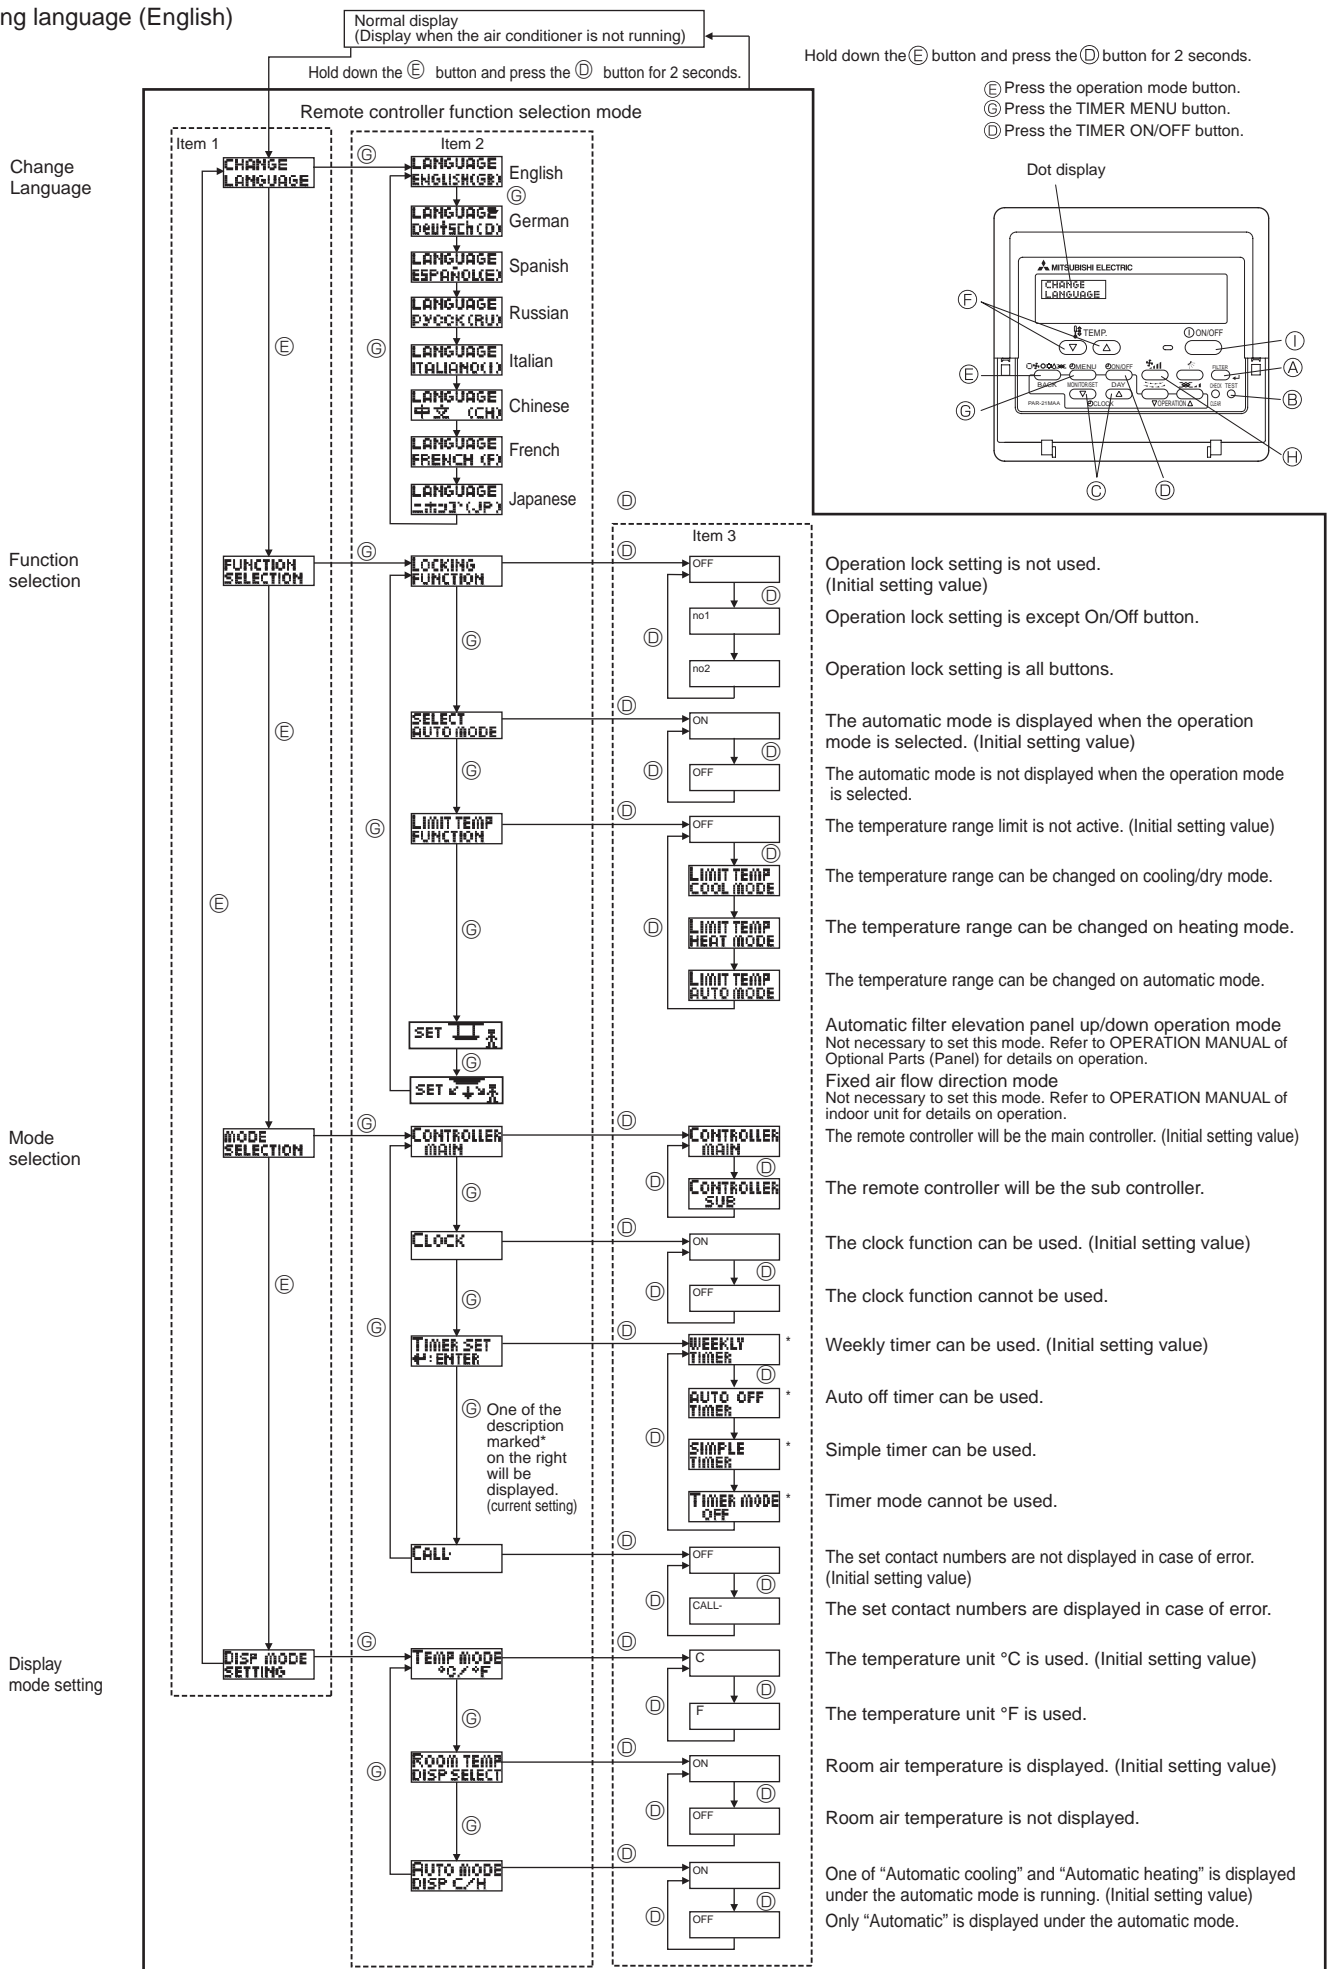 ng language (English)
Normal display
(Display when the air conditioner is not running)
Hold down the Ⓔ button and press the Ⓓ button for 2 seconds.
Hold down the Ⓔ button and press the Ⓓ button for 2 seconds.
Ⓔ Press the operation mode button.
Ⓖ Press the TIMER MENU button.
Ⓓ Press the TIMER ON/OFF button.
Remote controller function selection mode
Item 1
Item 2
Dot display
MITSUBISHI ELECTRIC
CHANGE
LANGUAGE
TEMP.
ON/OFF
MENU
ON/OFF
FILTER
BACK
MONITOR/SET
DAY
CHECK TEST
PAR-21MAA
CLOCK
▽OPERATION△
CLEAR
Ⓕ
Ⓔ
Ⓖ
Ⓘ
Ⓐ
Ⓑ
Ⓗ
Ⓒ
Ⓓ
Change
Language
CHANGE
LANGUAGE
Ⓖ
LANGUAGE
ENGLISH(GB)
English
Ⓖ
LANGUAGE
Deutsch(D)
German
LANGUAGE
ESPAÑOL(E)
Spanish
LANGUAGE
РУССК(RU)
Russian
Ⓔ
Ⓖ
LANGUAGE
ITALIANO(I)
Italian
LANGUAGE
中文 (CH)
Chinese
LANGUAGE
FRENCH (F)
French
LANGUAGE
ニホンゴ(JP)
Japanese
Ⓓ
Item 3
Function
selection
FUNCTION
SELECTION
Ⓖ
LOCKING
FUNCTION
Ⓓ
OFF
Operation lock setting is not used.
(Initial setting value)
Ⓓ
no1
Operation lock setting is except On/Off button.
Ⓖ
Ⓓ
no2
Operation lock setting is all buttons.
Ⓔ
SELECT
AUTO MODE
Ⓓ
ON
The automatic mode is displayed when the operation
mode is selected. (Initial setting value)
Ⓓ
Ⓖ
Ⓓ
OFF
The automatic mode is not displayed when the operation mode
is selected.
Ⓖ
LIMIT TEMP
FUNCTION
Ⓓ
OFF
The temperature range limit is not active. (Initial setting value)
Ⓓ
LIMIT TEMP
COOL MODE
The temperature range can be changed on cooling/dry mode.
Ⓔ
Ⓖ
Ⓓ
LIMIT TEMP
HEAT MODE
The temperature range can be changed on heating mode.
LIMIT TEMP
AUTO MODE
The temperature range can be changed on automatic mode.
SET
Automatic filter elevation panel up/down operation mode
Not necessary to set this mode. Refer to OPERATION MANUAL of
Optional Parts (Panel) for details on operation.
Ⓖ
SET
Fixed air flow direction mode
Not necessary to set this mode. Refer to OPERATION MANUAL of
indoor unit for details on operation.
Mode
selection
MODE
SELECTION
Ⓖ
CONTROLLER
MAIN
Ⓓ
CONTROLLER
MAIN
The remote controller will be the main controller. (Initial setting value)
Ⓓ
Ⓖ
Ⓓ
CONTROLLER
SUB
The remote controller will be the sub controller.
CLOCK
Ⓓ
ON
The clock function can be used. (Initial setting value)
Ⓓ
Ⓔ
Ⓖ
Ⓓ
OFF
The clock function cannot be used.
Ⓖ
TIMER SET
↵:ENTER
Ⓓ
WEEKLY
TIMER
*
Weekly timer can be used. (Initial setting value)
Ⓓ
AUTO OFF
TIMER
*
Auto off timer can be used.
Ⓖ One of the
description
marked*
on the right
will be
displayed.
(current setting)
Ⓓ
SIMPLE
TIMER
*
Simple timer can be used.
TIMER MODE
OFF
*
Timer mode cannot be used.
CALL-
Ⓓ
OFF
The set contact numbers are not displayed in case of error.
(Initial setting value)
Ⓓ
Ⓓ
CALL-
The set contact numbers are displayed in case of error.
Display
mode setting
DISP MODE
SETTING
Ⓖ
TEMP MODE
°C/°F
Ⓓ
C
The temperature unit °C is used. (Initial setting value)
Ⓓ
Ⓖ
Ⓓ
F
The temperature unit °F is used.
Ⓖ
ROOM TEMP
DISP SELECT
Ⓓ
ON
Room air temperature is displayed. (Initial setting value)
Ⓓ
Ⓖ
Ⓓ
OFF
Room air temperature is not displayed.
AUTO MODE
DISP C/H
Ⓓ
ON
One of “Automatic cooling” and “Automatic heating” is displayed
under the automatic mode is running. (Initial setting value)
Ⓓ
Ⓓ
OFF
Only “Automatic” is displayed under the automatic mode.